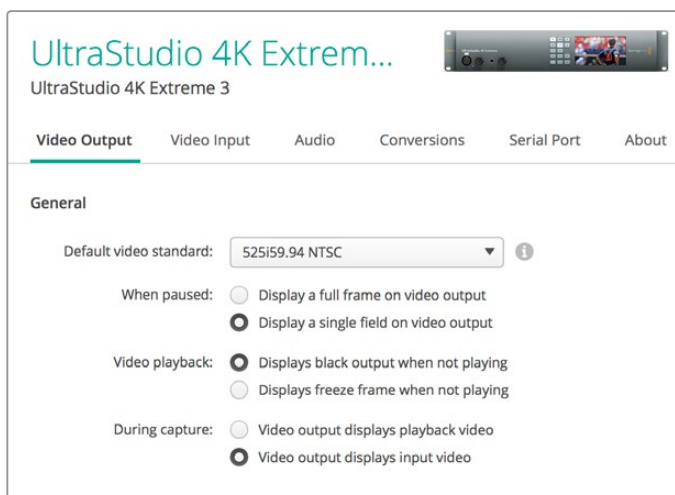 UltraStudio 4K Extrem...
UltraStudio 4K Extreme 3
Video Output Video Input Audio Conversions Serial Port About
General
Default video standard: 525i59.94 NTSC
When paused: Display a full frame on video output
Display a single field on video output
Video playback: Displays black output when not playing
Displays freeze frame when not playing
During capture: Video output displays playback video
Video output displays input video